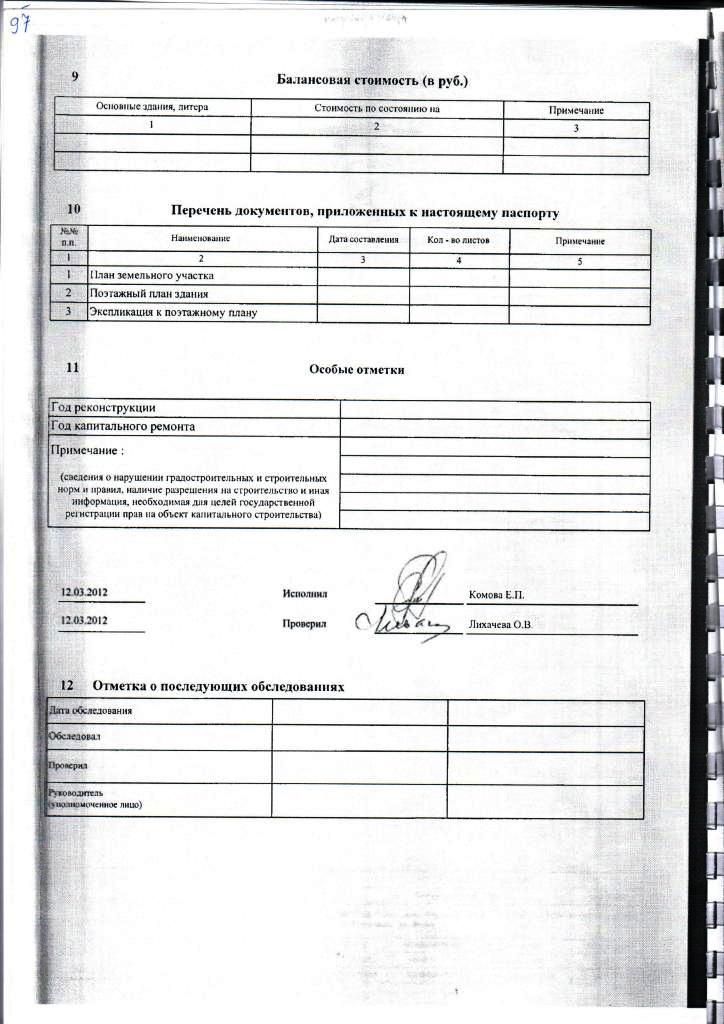 97
9 Балансовая стоимость (в руб.)
Основные здания, литера Стоимость по состоянию на Примечание
1 2 3
10 Перечень документов, приложенных к настоящему паспорту
№№ п.п. Наименование Дата составления Кол - во листов Примечание
1 2 3 4 5
1 План земельного участка
2 Поэтажный план здания
3 Экспликация к поэтажному плану
11 Особые отметки
Год реконструкции
Год капитального ремонта
Примечание :
(сведения о нарушении градостроительных и строительных
норм и правил, наличие разрешения на строительство и иная
информация, необходимая для целей государственной
регистрации прав на объект капитального строительства)
12.03.2012 Исполнил Комова Е.П.
12.03.2012 Проверил Лихачева О.В.
12 Отметка о последующих обследованиях
Дата обследования
Обследовал
Проверил
Руководитель
(уполномоченное лицо)